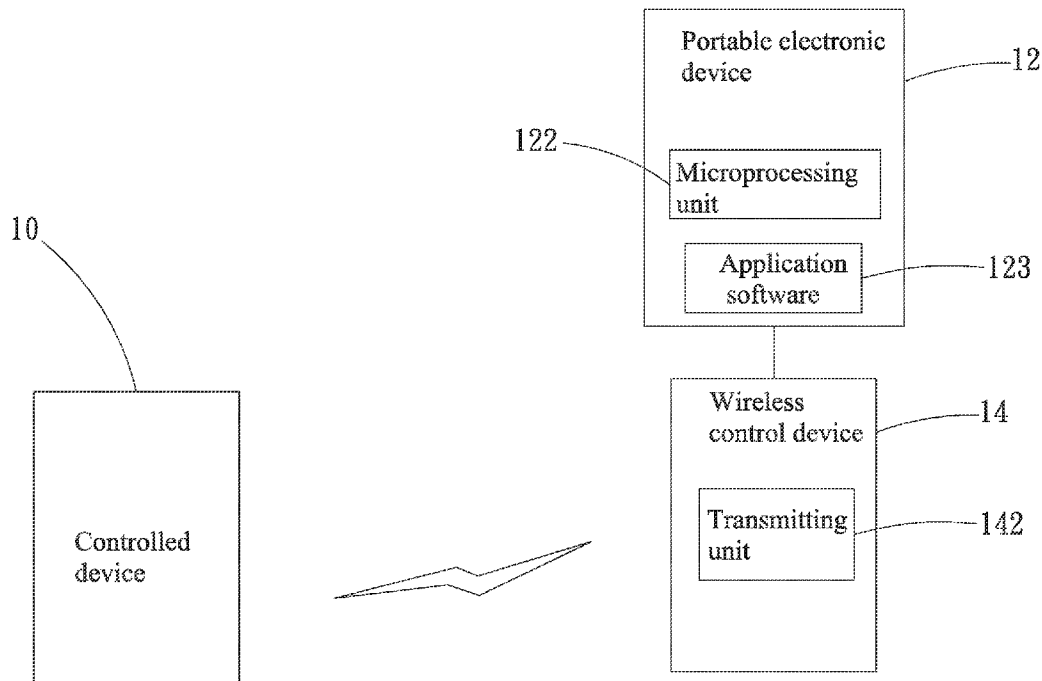 Portable electronic
device
12
122
Microprocessing
unit
10
Application
software
123
Wireless
control device
14
Transmitting
unit
142
Controlled
device